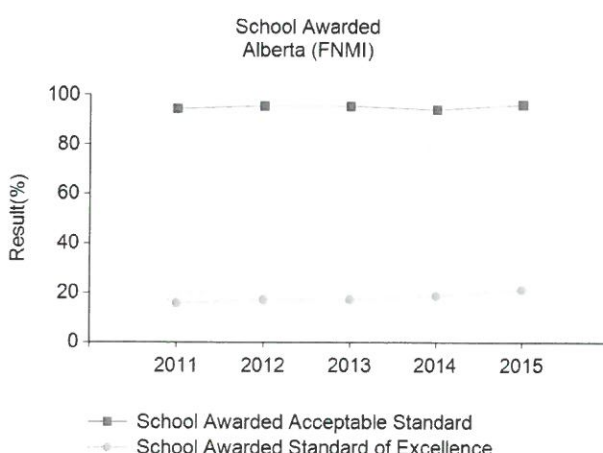 School Awarded
Alberta (FNMI)
100
80
60
40
20
0
Result(%)
2011 2012 2013 2014 2015
School Awarded Acceptable Standard
School Awarded Standard of Excellence